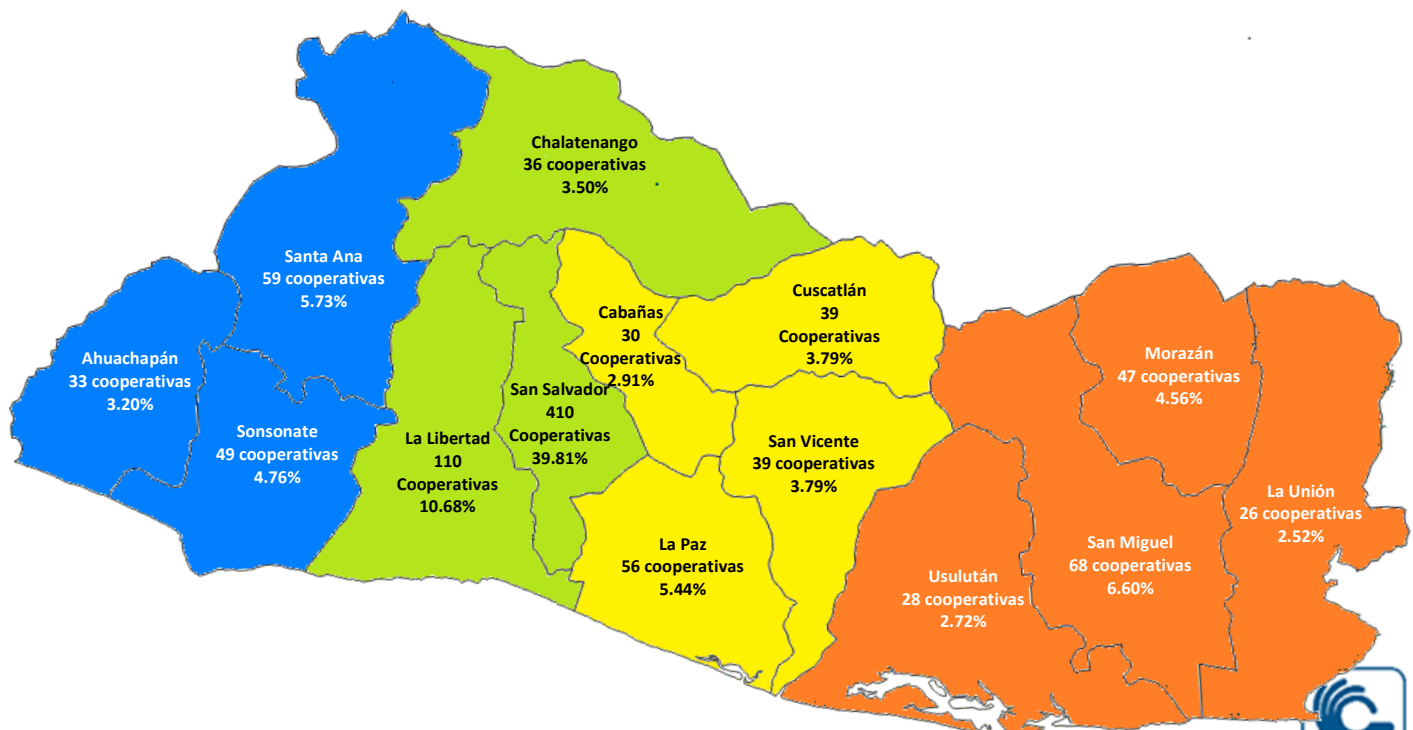 Chalatenango
36 cooperativas
3.50%
Santa Ana
59 cooperativas
5.73%
Ahuachapán
33 cooperativas
3.20%
Sonsonate
49 cooperativas
4.76%
La Libertad
110
Cooperativas
10.68%
San Salvador
410
Cooperativas
39.81%
Cabañas
30
Cooperativas
2.91%
Cuscatlán
39
Cooperativas
3.79%
San Vicente
39 cooperativas
3.79%
La Paz
56 cooperativas
5.44%
Usulután
28 cooperativas
2.72%
San Miguel
68 cooperativas
6.60%
Morazán
47 cooperativas
4.56%
La Unión
26 cooperativas
2.52%